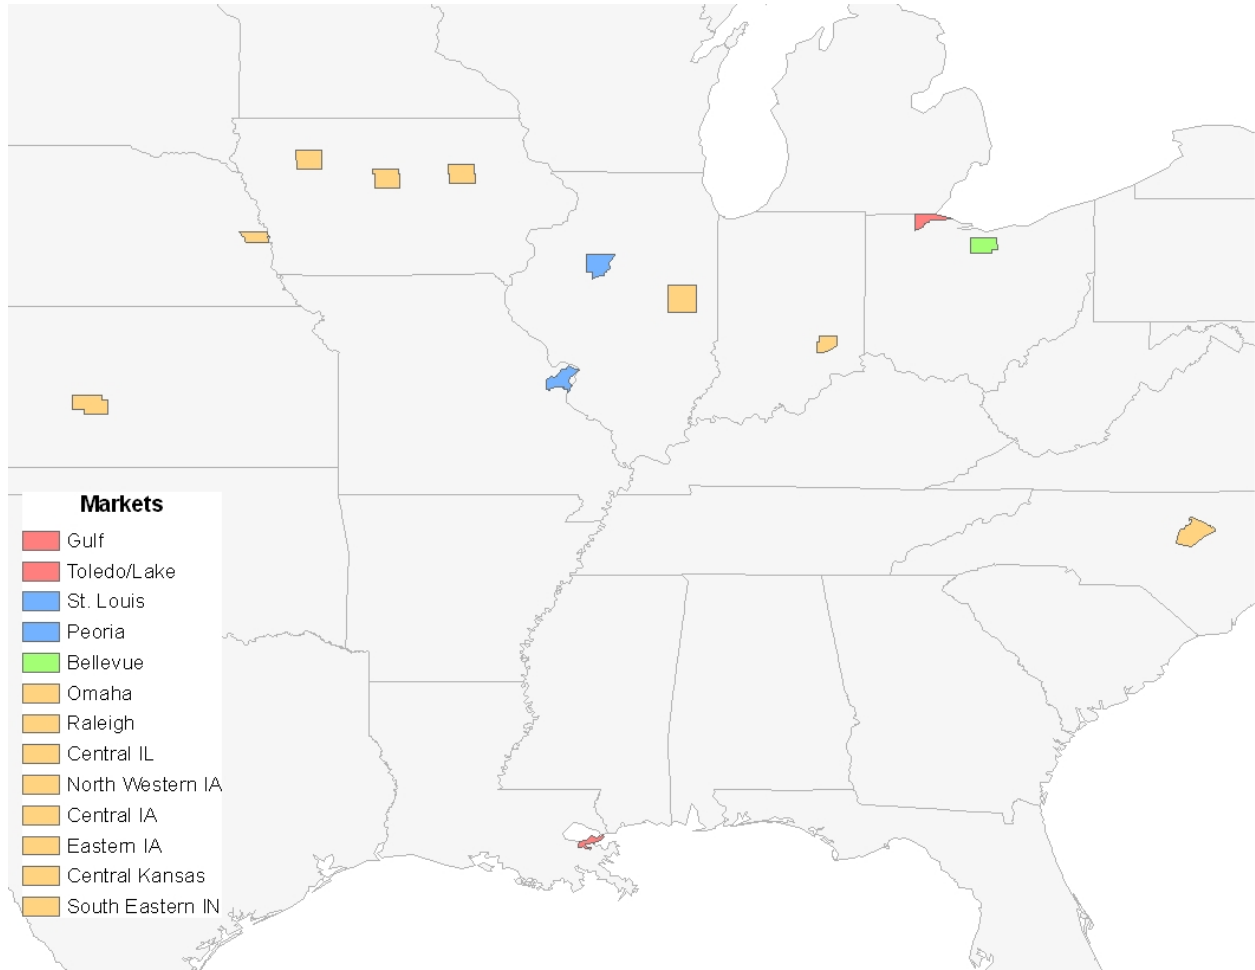 Markets
Gulf
Toledo/Lake
St. Louis
Peoria
Bellevue
Omaha
Raleigh
Central IL
North Western IA
Central IA
Eastern IA
Central Kansas
South Eastern IN